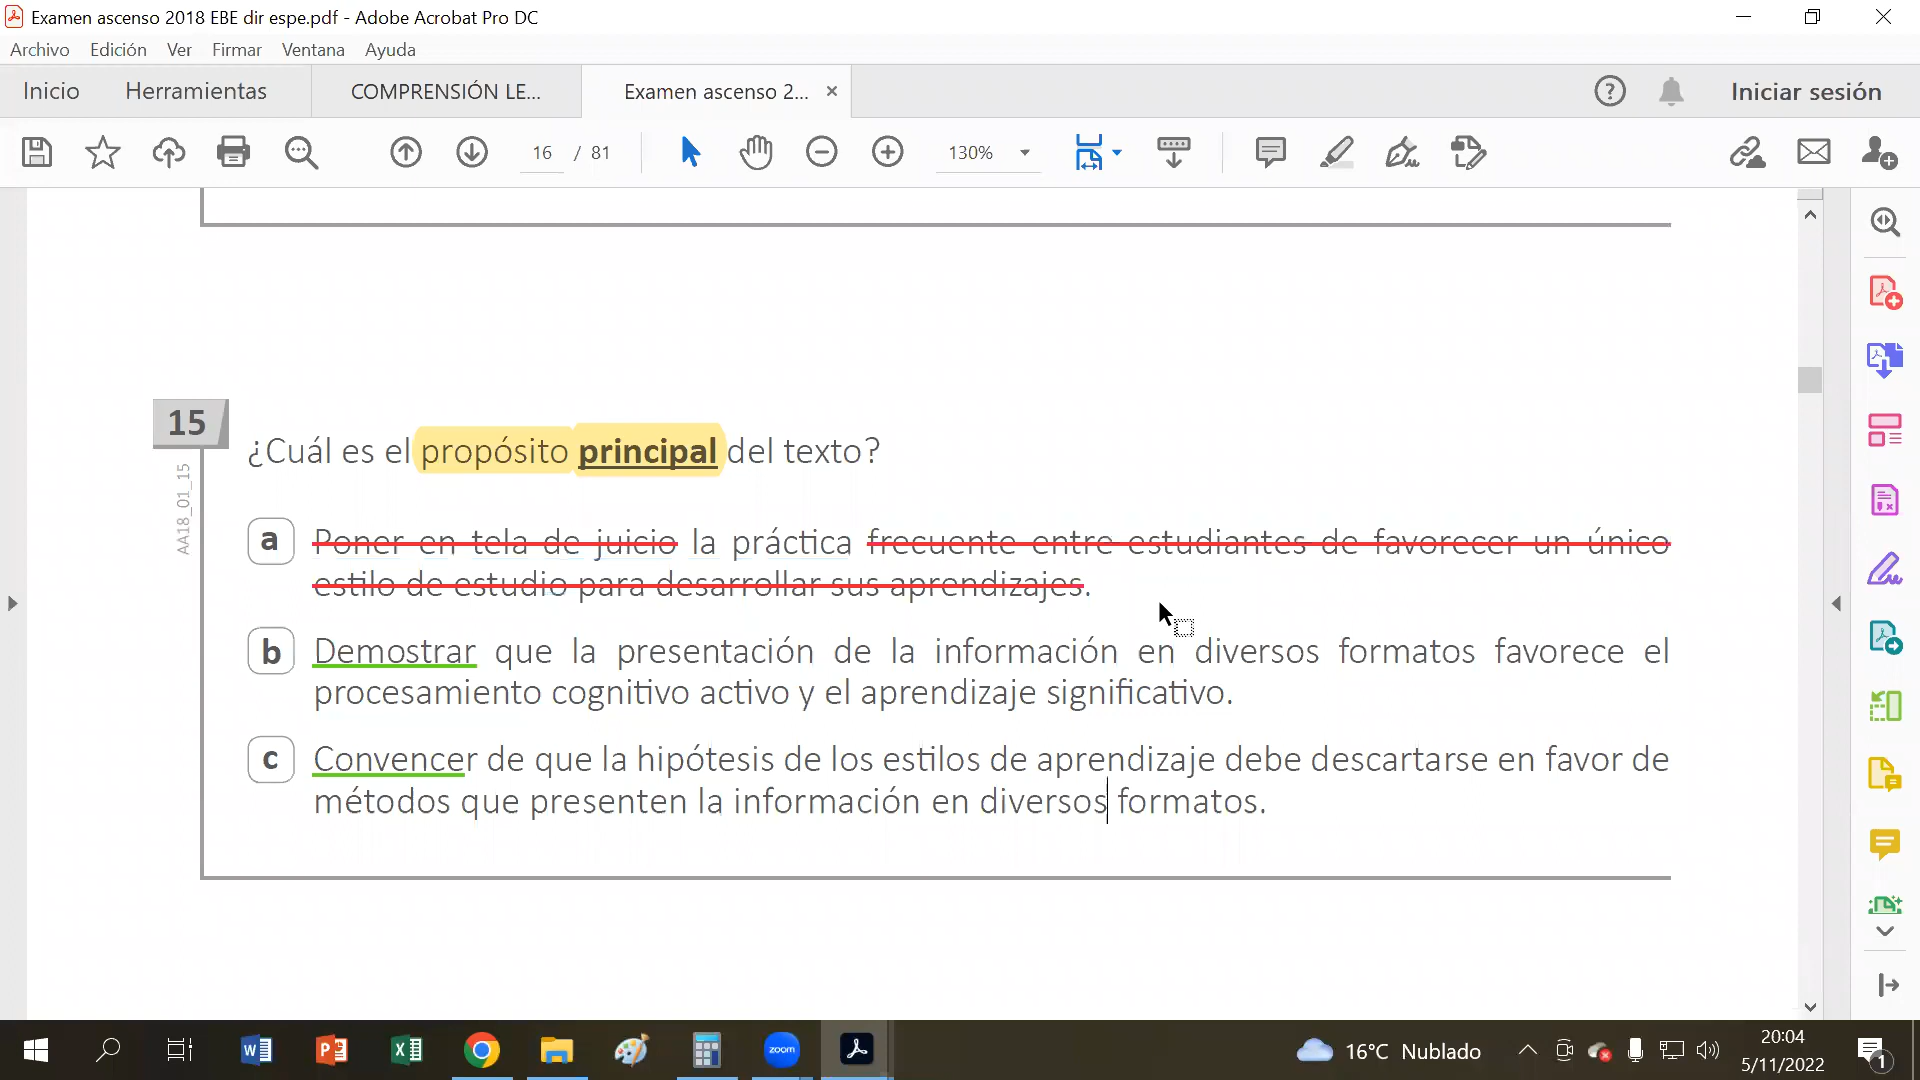 Examen ascenso 2018 EBE dir espe.pdf - Adobe Acrobat Pro DC
Archivo Edición Ver Firmar Ventana Ayuda
Inicio Herramientas COMPRENSIÓN LE... Examen ascenso 2... × Iniciar sesión
16 / 81 130%
15
AA18_01_15
¿Cuál es el propósito principal del texto?
a Poner en tela de juicio la práctica frecuente entre estudiantes de favorecer un único
estilo de estudio para desarrollar sus aprendizajes.
b Demostrar que la presentación de la información en diversos formatos favorece el
procesamiento cognitivo activo y el aprendizaje significativo.
c Convencer de que la hipótesis de los estilos de aprendizaje debe descartarse en favor de
métodos que presenten la información en diversos formatos.
zoom
16°C Nublado
20:04
5/11/2022
1